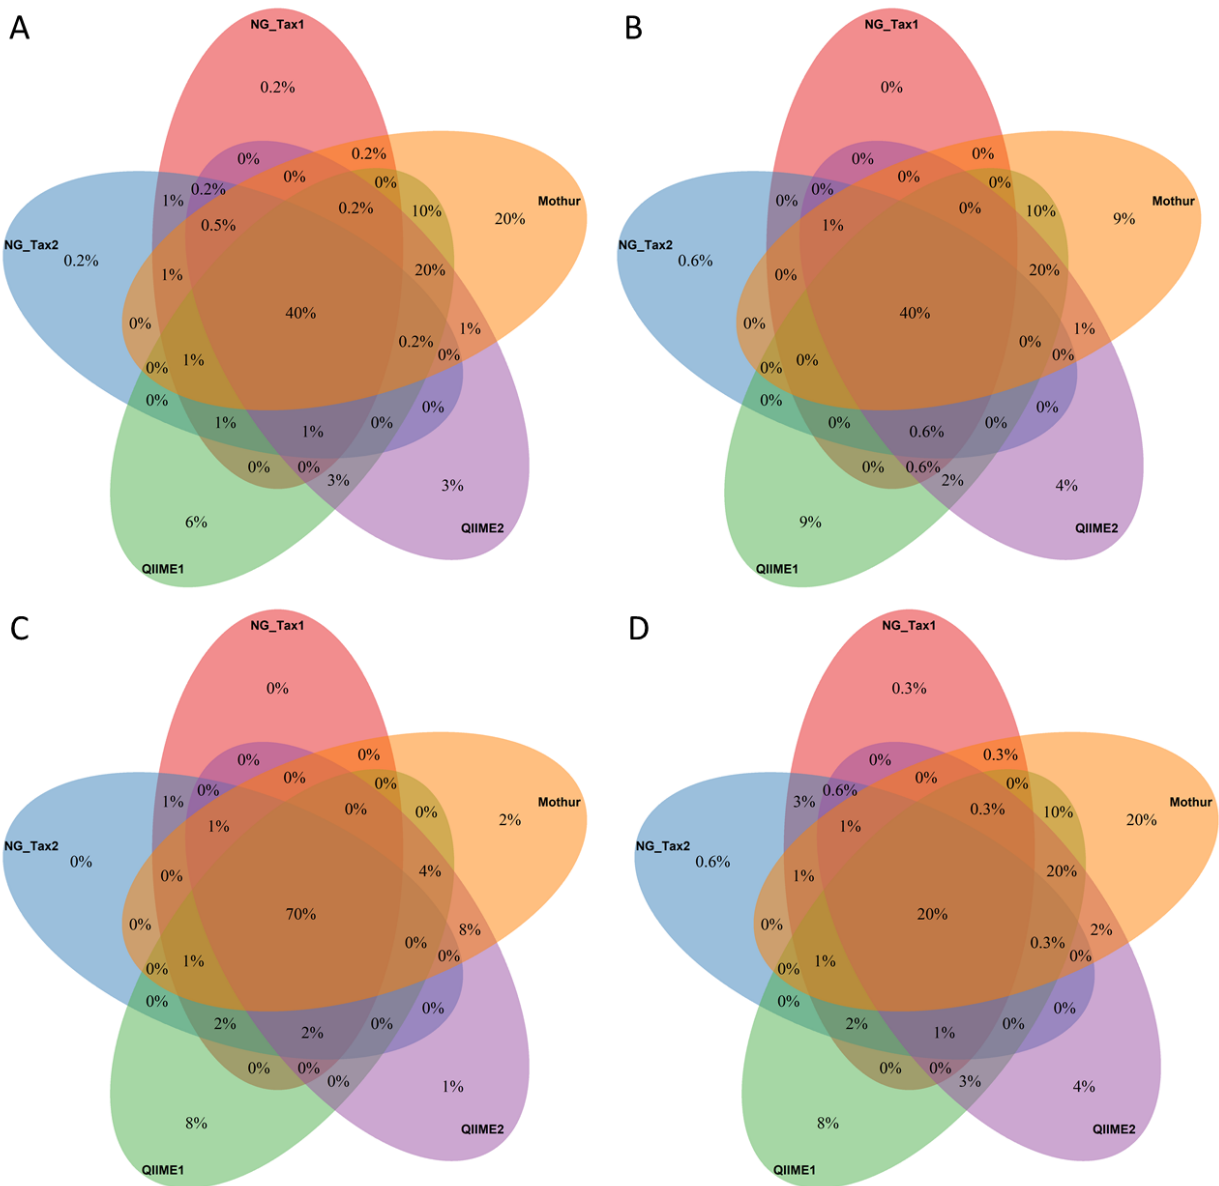 A
B
NG_Tax1
NG_Tax1
0.2%
0%
0% 0% 0.2% 0%
0% 0% 0% 0%
1% 0.2% 0.2% 10% 20% Mothur
0% 0% 0% 10% 9% Mothur
NG_Tax2 0.2% 0.5% 20%
NG_Tax2 0.6% 1% 20%
1%
0%
0% 40% 0.2% 1%
0% 40% 0% 1%
0% 1% 0%
0% 0% 0%
0% 1% 1% 0% 0%
0% 0% 0.6% 0% 0%
0% 0% 3% 3%
0% 0.6% 2% 4%
6% QIIME2
9% QIIME2
QIIME1
QIIME1
C
D
NG_Tax1
NG_Tax1
0%
0.3%
0% 0% 0% 0%
0% 0% 0.3% 0%
1% 0% 0% 0% 2% Mothur
3% 0.6% 0.3% 10% 20% Mothur
NG_Tax2 0% 1% 4%
NG_Tax2 0.6% 1% 20%
0%
1%
0% 70% 0% 8%
0% 20% 0.3% 2%
0% 1% 0%
0% 1% 0%
0% 2% 2% 0% 0%
0% 2% 1% 0% 0%
0% 0% 0% 1%
0% 0% 3% 4%
8% QIIME2
8% QIIME2
QIIME1
QIIME1